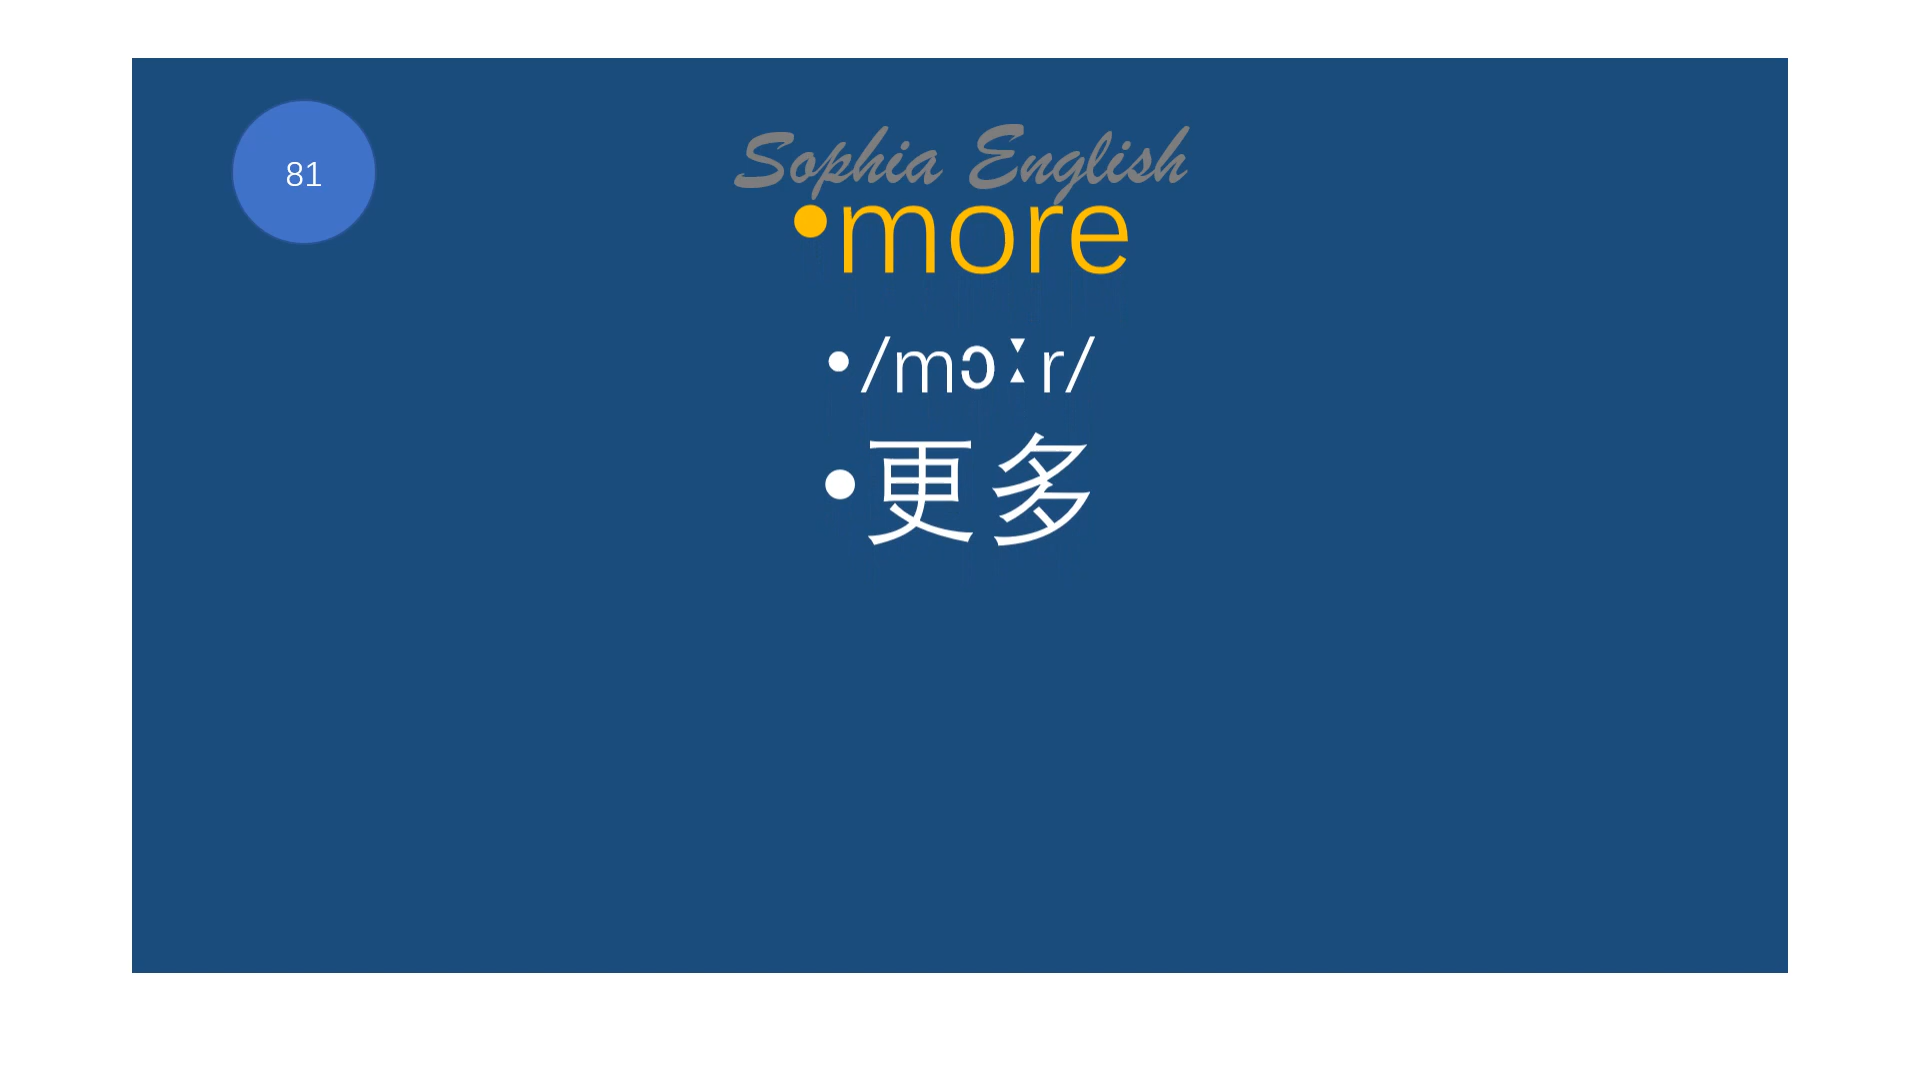 81
Sophia English
•more
•/mɔːr/
•更多